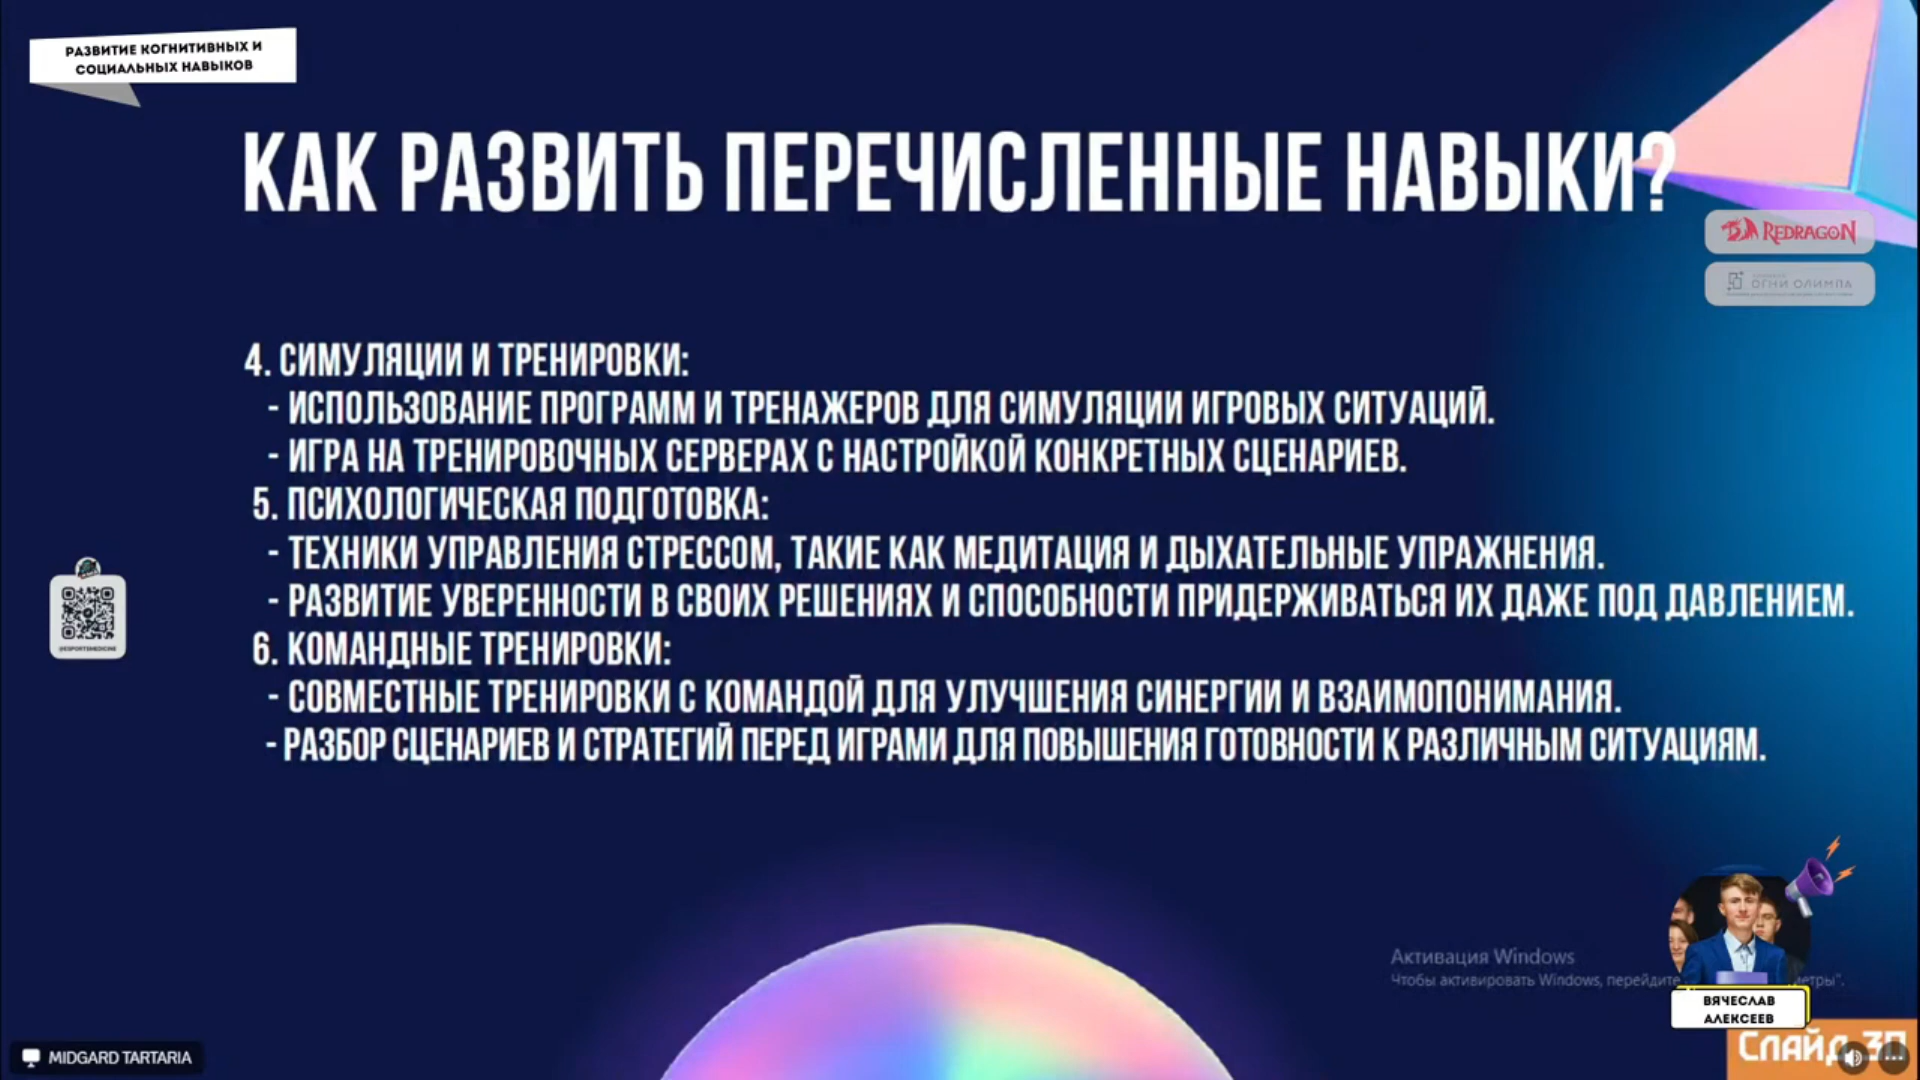 РАЗВИТИЕ КОГНИТИВНЫХ И
СОЦИАЛЬНЫХ НАВЫКОВ
КАК РАЗВИТЬ ПЕРЕЧИСЛЕННЫЕ НАВЫКИ?
REDRAGON
ОГНИ ОЛИМПА
4. СИМУЛЯЦИИ И ТРЕНИРОВКИ:
- ИСПОЛЬЗОВАНИЕ ПРОГРАММ И ТРЕНАЖЕРОВ ДЛЯ СИМУЛЯЦИИ ИГРОВЫХ СИТУАЦИЙ.
- ИГРА НА ТРЕНИРОВОЧНЫХ СЕРВЕРАХ С НАСТРОЙКОЙ КОНКРЕТНЫХ СЦЕНАРИЕВ.
5. ПСИХОЛОГИЧЕСКАЯ ПОДГОТОВКА:
- ТЕХНИКИ УПРАВЛЕНИЯ СТРЕССОМ, ТАКИЕ КАК МЕДИТАЦИЯ И ДЫХАТЕЛЬНЫЕ УПРАЖНЕНИЯ.
- РАЗВИТИЕ УВЕРЕННОСТИ В СВОИХ РЕШЕНИЯХ И СПОСОБНОСТИ ПРИДЕРЖИВАТЬСЯ ИХ ДАЖЕ ПОД ДАВЛЕНИЕМ.
6. КОМАНДНЫЕ ТРЕНИРОВКИ:
- СОВМЕСТНЫЕ ТРЕНИРОВКИ С КОМАНДОЙ ДЛЯ УЛУЧШЕНИЯ СИНЕРГИИ И ВЗАИМОПОНИМАНИЯ.
- РАЗБОР СЦЕНАРИЕВ И СТРАТЕГИЙ ПЕРЕД ИГРАМИ ДЛЯ ПОВЫШЕНИЯ ГОТОВНОСТИ К РАЗЛИЧНЫМ СИТУАЦИЯМ.
@ESPORTSMEDICINE
Активация Windows
Чтобы активировать Windows, перейдите
ВЯЧЕСЛАВ
АЛЕКСЕЕВ
MIDGARD TARTARIA
Слайд